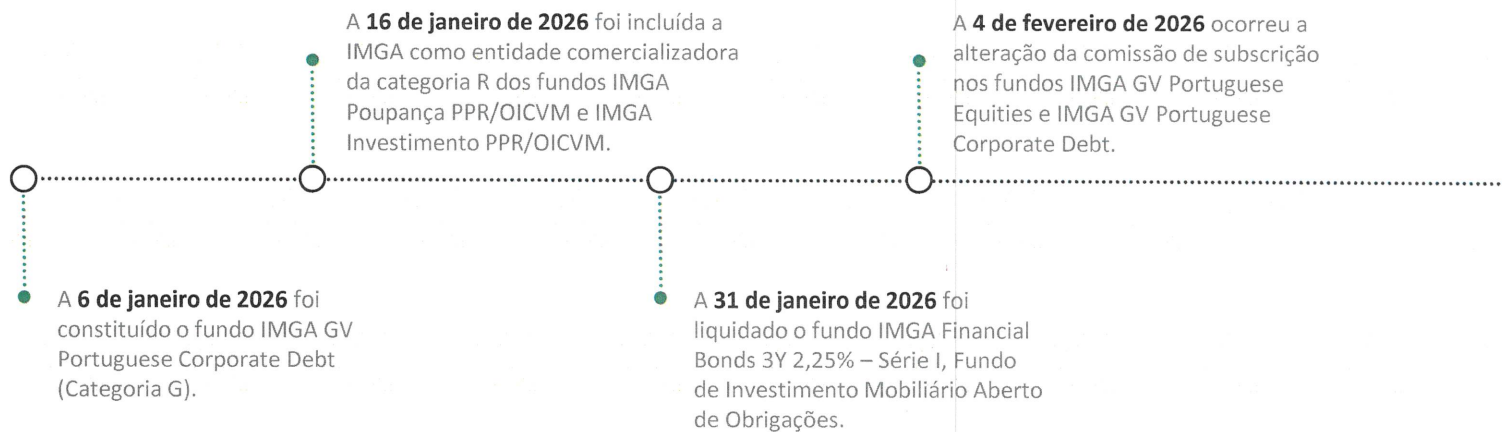 A 6 de janeiro de 2026 foi
constituído o fundo IMGA GV
Portuguese Corporate Debt
(Categoria G).
A 16 de janeiro de 2026 foi incluída a
IMGA como entidade comercializadora
da categoria R dos fundos IMGA
Poupança PPR/OICVM e IMGA
Investimento PPR/OICVM.
A 31 de janeiro de 2026 foi
liquidado o fundo IMGA Financial
Bonds 3Y 2,25% – Série I, Fundo
de Investimento Mobiliário Aberto
de Obrigações.
A 4 de fevereiro de 2026 ocorreu a
alteração da comissão de subscrição
nos fundos IMGA GV Portuguese
Equities e IMGA GV Portuguese
Corporate Debt.